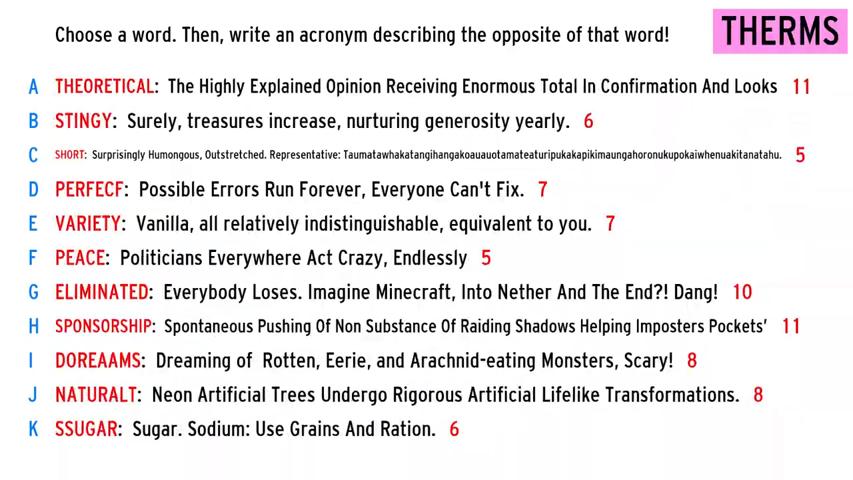 Choose a word. Then, write an acronym describing the opposite of that word!
THERMS
A THEORETICAL: The Highly Explained Opinion Receiving Enormous Total In Confirmation And Looks 11
B STINGY: Surely, treasures increase, nurturing generosity yearly. 6
C SHORT: Surprisingly Humongous, Outstretched. Representative: Taumatawhakatangihangakoauauotamateaturipukakapikimaungahoronukupokaiwhenuakitanatahu. 5
D PERFECF: Possible Errors Run Forever, Everyone Can't Fix. 7
E VARIETY: Vanilla, all relatively indistinguishable, equivalent to you. 7
F PEACE: Politicians Everywhere Act Crazy, Endlessly 5
G ELIMINATED: Everybody Loses. Imagine Minecraft, Into Nether And The End?! Dang! 10
H SPONSORSHIP: Spontaneous Pushing Of Non Substance Of Raiding Shadows Helping Imposters Pockets' 11
I DOREAAMS: Dreaming of Rotten, Eerie, and Arachnid-eating Monsters, Scary! 8
J NATURALT: Neon Artificial Trees Undergo Rigorous Artificial Lifelike Transformations. 8
K SSUGAR: Sugar. Sodium: Use Grains And Ration. 6